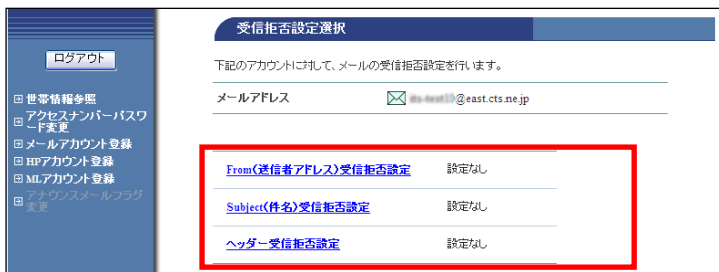 受信拒否設定選択
ログアウト
下記のアカウントに対して、メールの受信拒否設定を行います。
世帯情報参照
アクセスナンバーパスワ
ード変更
メールアカウント登録
HPアカウント登録
MLアカウント登録
アナウンスメールフラグ
変更
メールアドレス
@east.cts.ne.jp
From(送信者アドレス)受信拒否設定 設定なし
Subject(件名)受信拒否設定 設定なし
ヘッダー受信拒否設定 設定なし